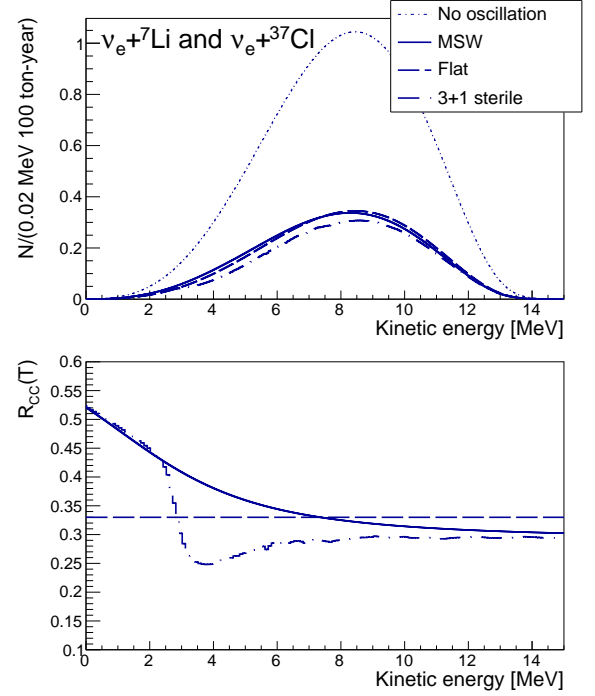 νe+7Li and νe+37Cl
No oscillation
MSW
Flat
3+1 sterile
N/(0.02 MeV 100 ton-year)
1
0.8
0.6
0.4
0.2
0
0 2 4 6 8 10 12 14
Kinetic energy [MeV]
RCC(T)
0.6
0.55
0.5
0.45
0.4
0.35
0.3
0.25
0.2
0.15
0.1
0 2 4 6 8 10 12 14
Kinetic energy [MeV]